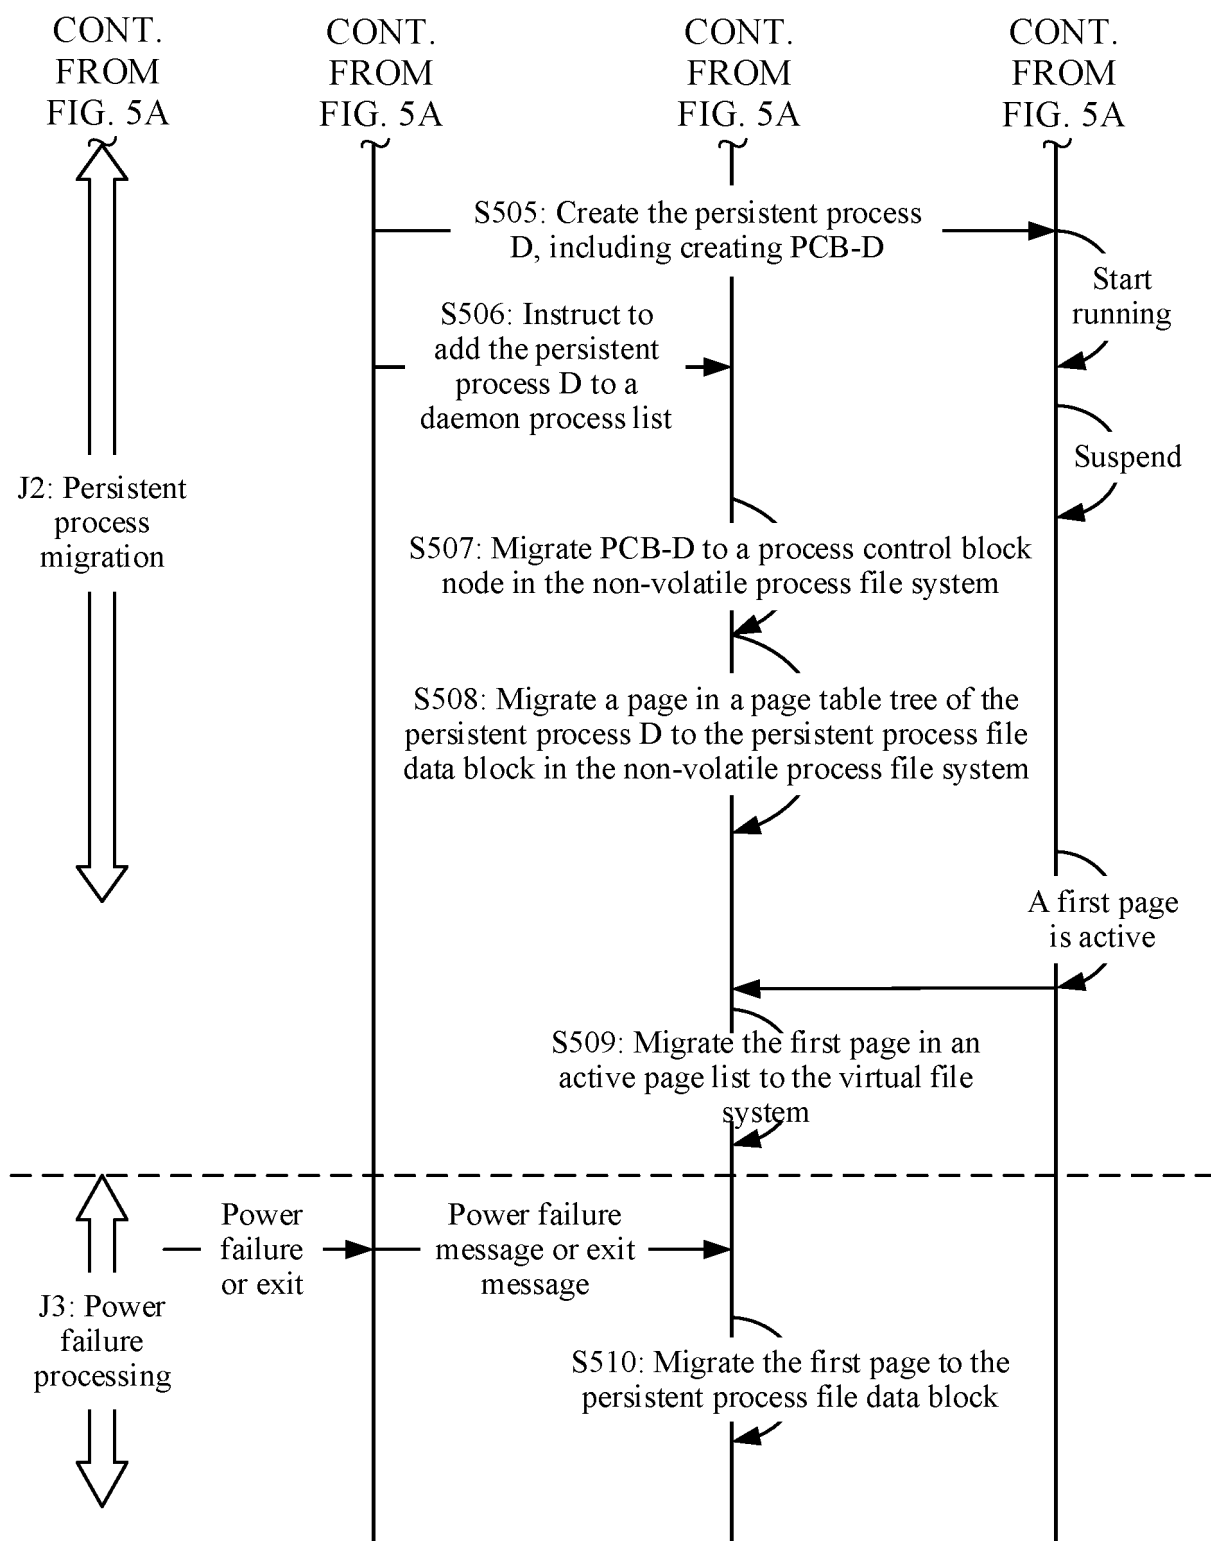 CONT.
FROM
FIG. 5A
CONT.
FROM
FIG. 5A
CONT.
FROM
FIG. 5A
CONT.
FROM
FIG. 5A
S505: Create the persistent process
D, including creating PCB-D
Start
running
S506: Instruct to
add the persistent
process D to a
daemon process list
Suspend
J2: Persistent
process
migration
S507: Migrate PCB-D to a process control block
node in the non-volatile process file system
S508: Migrate a page in a page table tree of the
persistent process D to the persistent process file
data block in the non-volatile process file system
A first page
is active
S509: Migrate the first page in an
active page list to the virtual file
system
Power
failure
or exit
Power failure
message or exit
message
J3: Power
failure
processing
S510: Migrate the first page to the
persistent process file data block